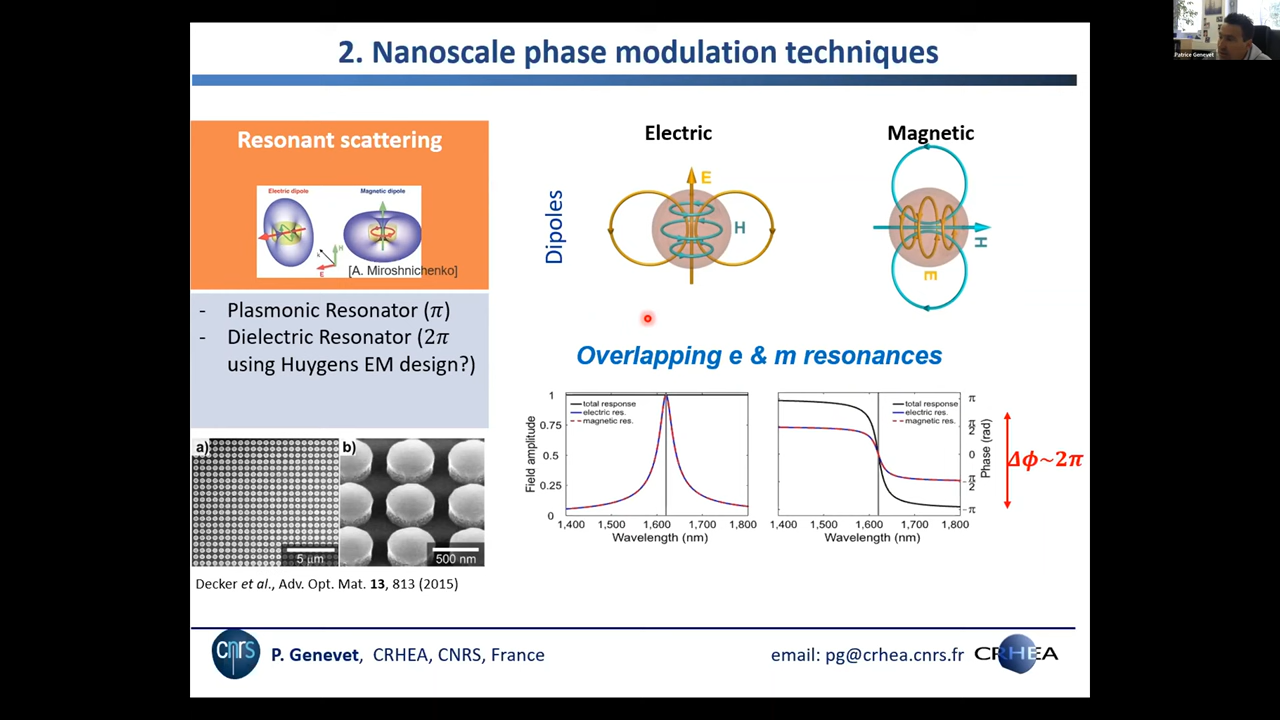 2. Nanoscale phase modulation techniques
Patrice Genevet
Resonant scattering
Electric dipole
Magnetic dipole
H
k
E
[A. Miroshnichenko]
- Plasmonic Resonator (π)
- Dielectric Resonator (2π
using Huygens EM design?)
a)
5 μm
b)
500 nm
Decker et al., Adv. Opt. Mat. 13, 813 (2015)
Electric
Magnetic
Dipoles
E
H
H
E
Overlapping e & m resonances
total response
electric res.
magnetic res.
Field amplitude
1
0.75
0.5
0.25
0
1,400 1,500 1,600 1,700 1,800
Wavelength (nm)
total response
electric res.
magnetic res.
π
π/2
0
-π/2
-π
Phase (rad)
1,400 1,500 1,600 1,700 1,800
Wavelength (nm)
Δϕ~2π
cnrs
P. Genevet, CRHEA, CNRS, France
email: pg@crhea.cnrs.fr
CRHEA